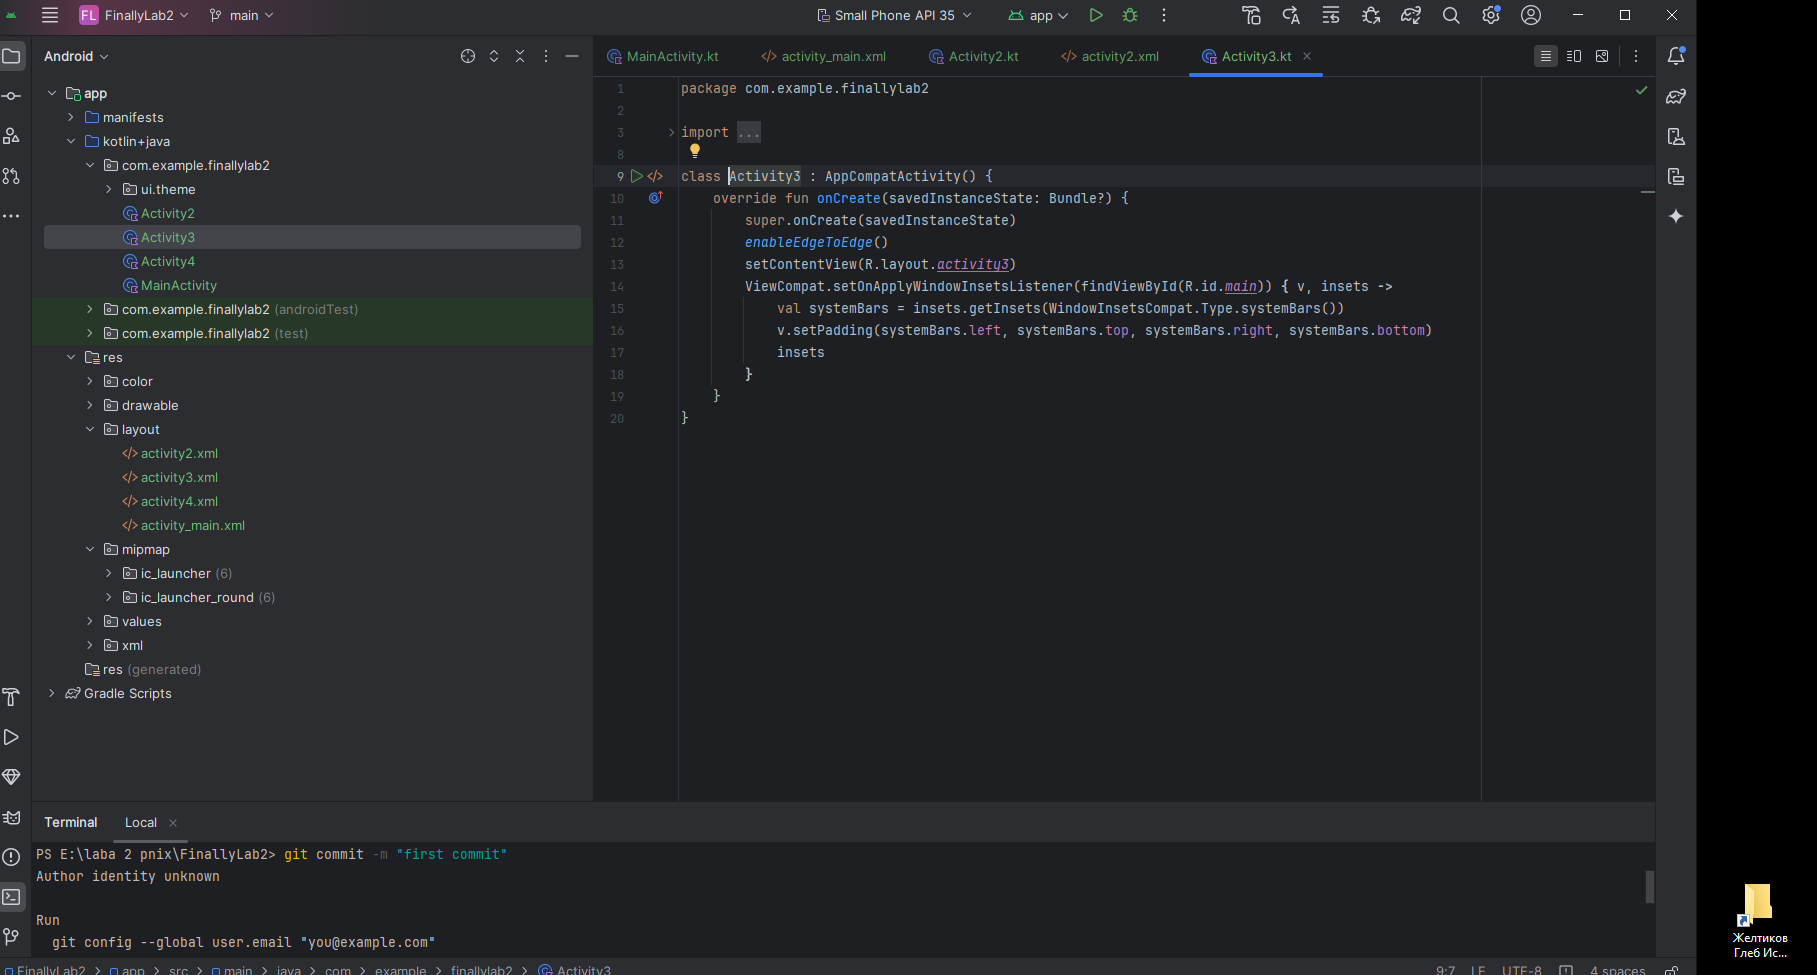 FL FinallyLab2 main Small Phone API 35 app
Android
MainActivity.kt activity_main.xml Activity2.kt activity2.xml Activity3.kt
app
manifests
kotlin+java
com.example.finallylab2
ui.theme
Activity2
Activity3
Activity4
MainActivity
com.example.finallylab2 (androidTest)
com.example.finallylab2 (test)
res
color
drawable
layout
activity2.xml
activity3.xml
activity4.xml
activity_main.xml
mipmap
ic_launcher (6)
ic_launcher_round (6)
values
xml
res (generated)
Gradle Scripts
1 package com.example.finallylab2
2
3 import ...
8
9 class Activity3 : AppCompatActivity() {
10 override fun onCreate(savedInstanceState: Bundle?) {
11 super.onCreate(savedInstanceState)
12 enableEdgeToEdge()
13 setContentView(R.layout.activity3)
14 ViewCompat.setOnApplyWindowInsetsListener(findViewById(R.id.main)) { v, insets ->
15 val systemBars = insets.getInsets(WindowInsetsCompat.Type.systemBars())
16 v.setPadding(systemBars.left, systemBars.top, systemBars.right, systemBars.bottom)
17 insets
18 }
19 }
20 }
Terminal Local
PS E:\laba 2 pnix\FinallyLab2> git commit -m "first commit"
Author identity unknown
Run
git config --global user.email "you@example.com"
FinallyLab2 > app > src > main > java > com > example > finallylab2 > Activity3 9:7 LF UTF-8 4 spaces
Желтиков
Глеб Ис...